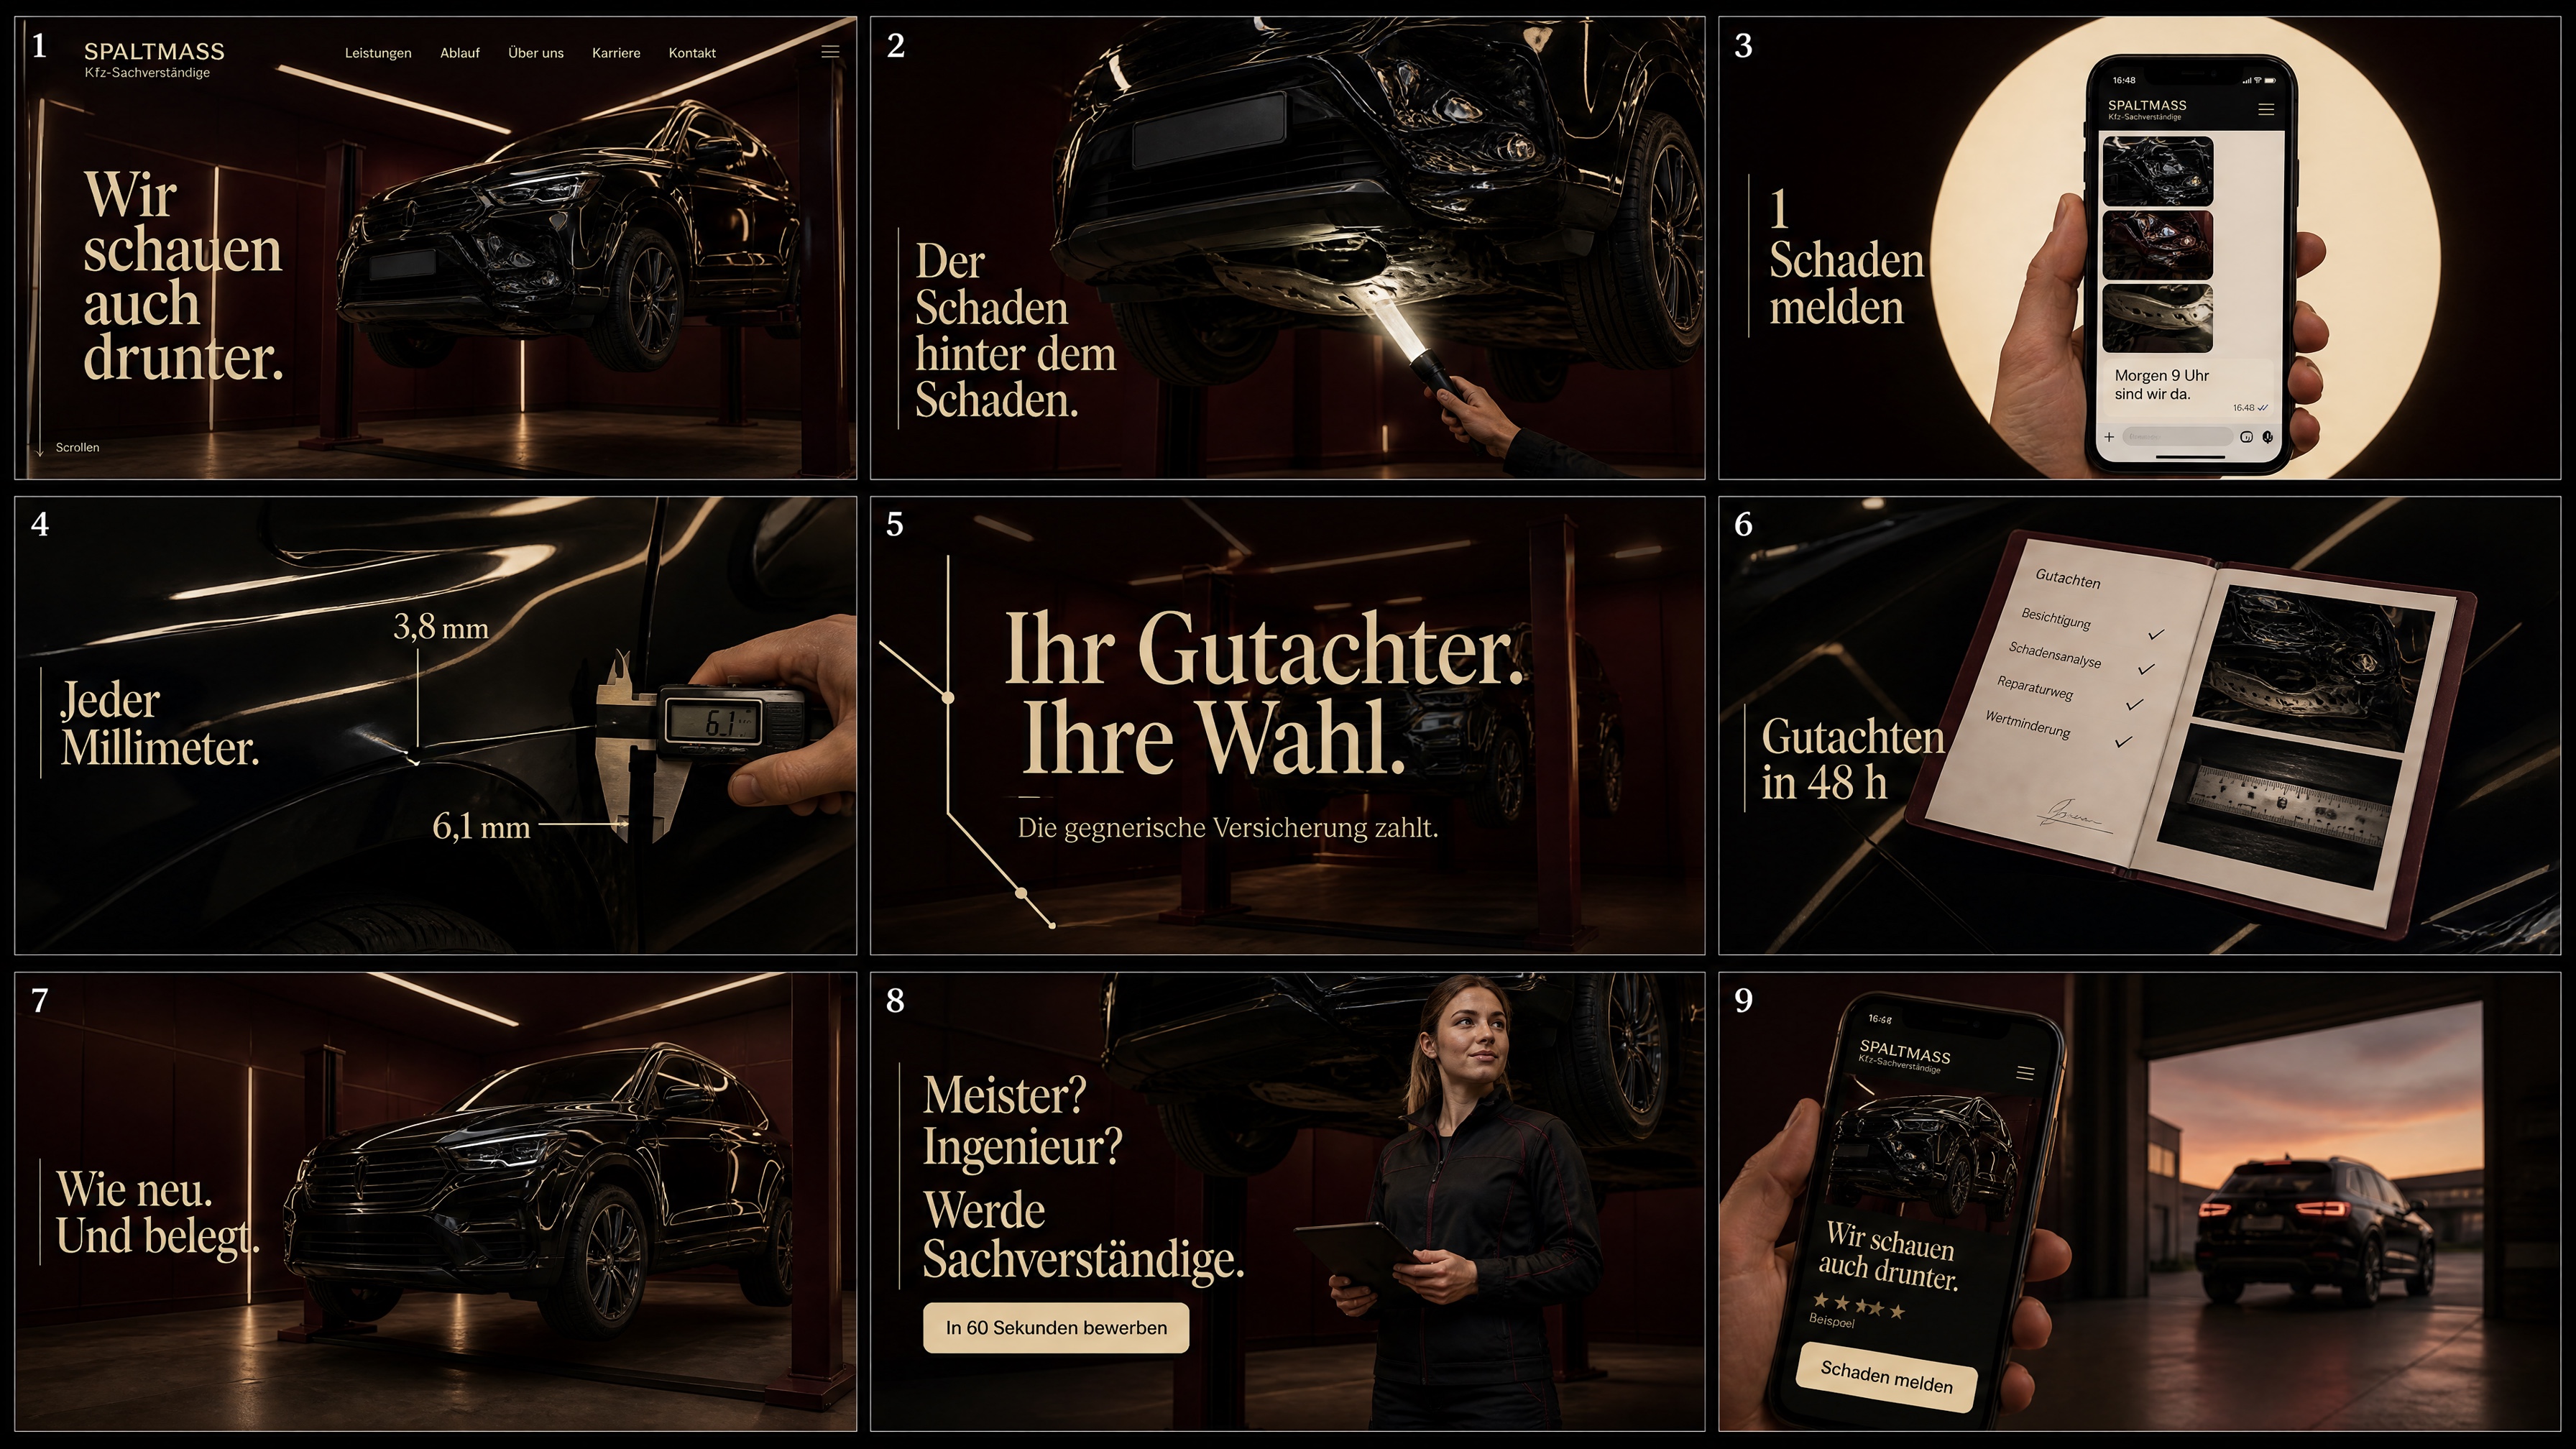 1
SPALTMASS
Kfz-Sachverständige
Leistungen Ablauf Über uns Karriere Kontakt
Wir
schauen
auch
drunter.
Scrollen
2
Der
Schaden
hinter dem
Schaden.
3
1
Schaden
melden
16:48
SPALTMASS
Kfz-Sachverständige
Morgen 9 Uhr
sind wir da.
16.48
4
Jeder
Millimeter.
3,8 mm
6,1 mm
5
Ihr Gutachter.
Ihre Wahl.
Die gegnerische Versicherung zahlt.
6
Gutachten
in 48 h
Gutachten
Besichtigung
Schadensanalyse
Reparaturweg
Wertminderung
7
Wie neu.
Und belegt.
8
Meister?
Ingenieur?
Werde
Sachverständige.
In 60 Sekunden bewerben
9
SPALTMASS
Kfz-Sachverständige
Wir schauen
auch drunter.
Beispoel
Schaden melden